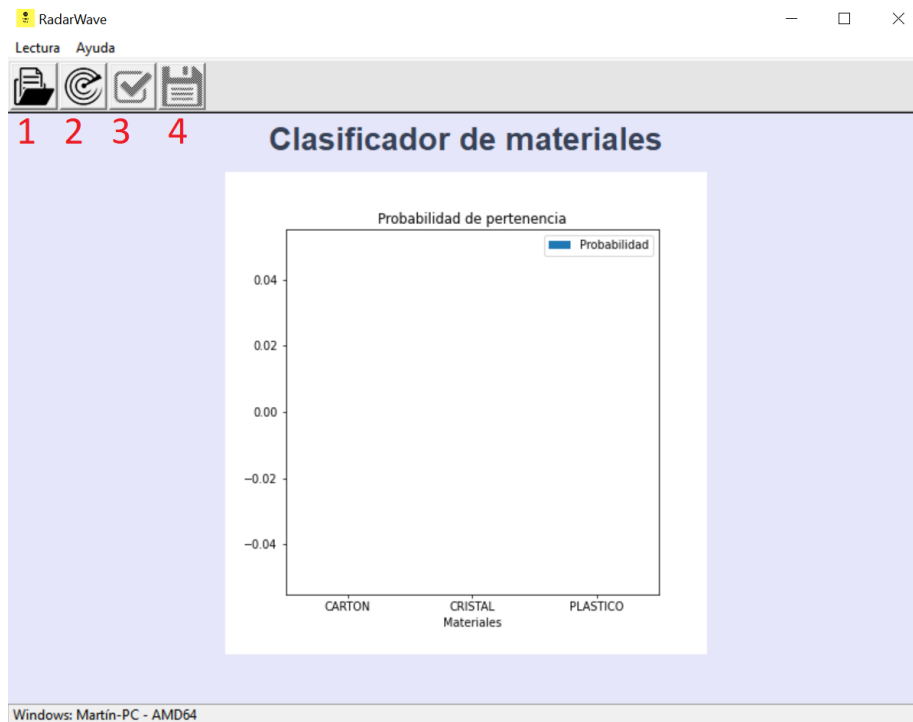 RadarWave
Lectura Ayuda
1 2 3 4
Clasificador de materiales
Probabilidad de pertenencia
Probabilidad
0.04
0.02
0.00
−0.02
−0.04
CARTON CRISTAL PLASTICO
Materiales
Windows: Martín-PC - AMD64